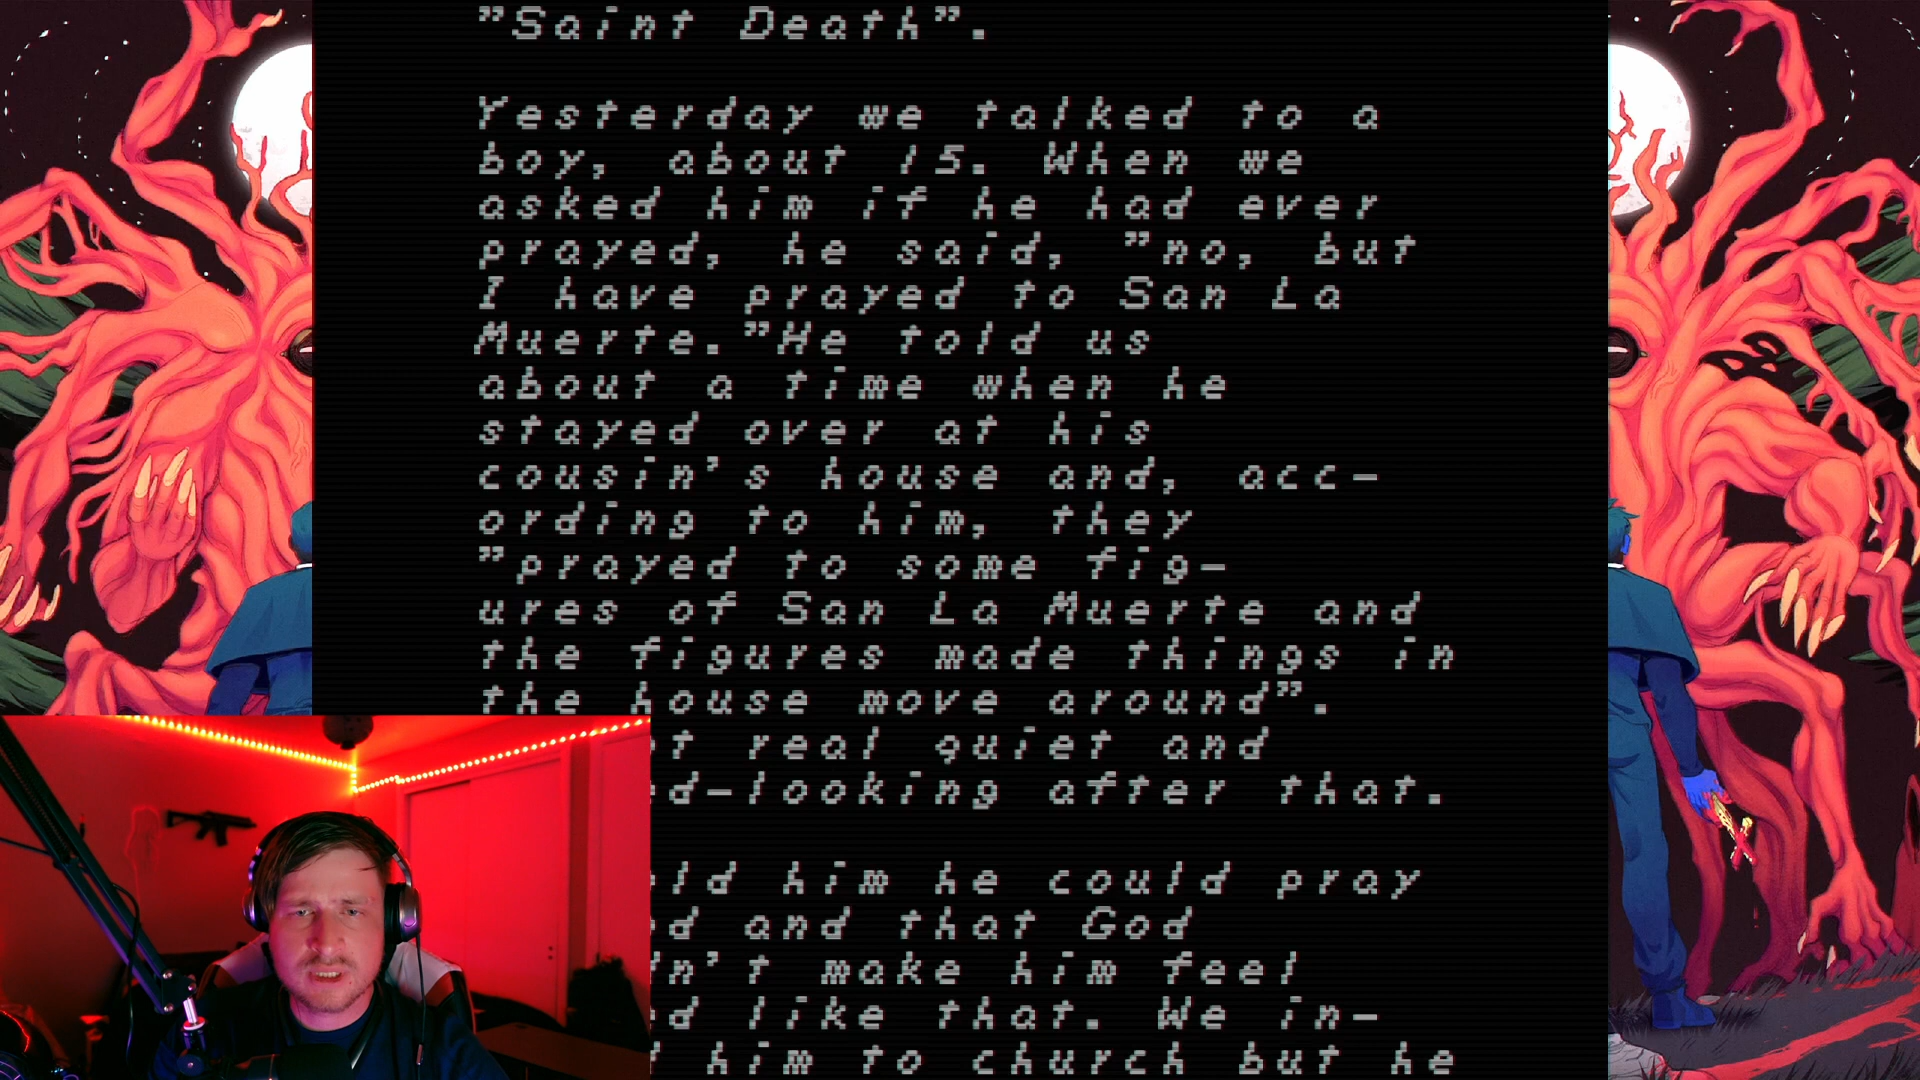 "Saint Death".
Yesterday we talked to a
boy, about 15. When we
asked him if he had ever
prayed, he said, "no, but
I have prayed to San La
Muerte."He told us
about a time when he
stayed over at his
cousin's house and, acc-
ording to him, they
"prayed to some fig-
ures of San La Muerte and
the figures made things in
the house move around".
real quiet and
-looking after that.
him he could pray
and that God
make him feel
like that. We in-
him to church but he